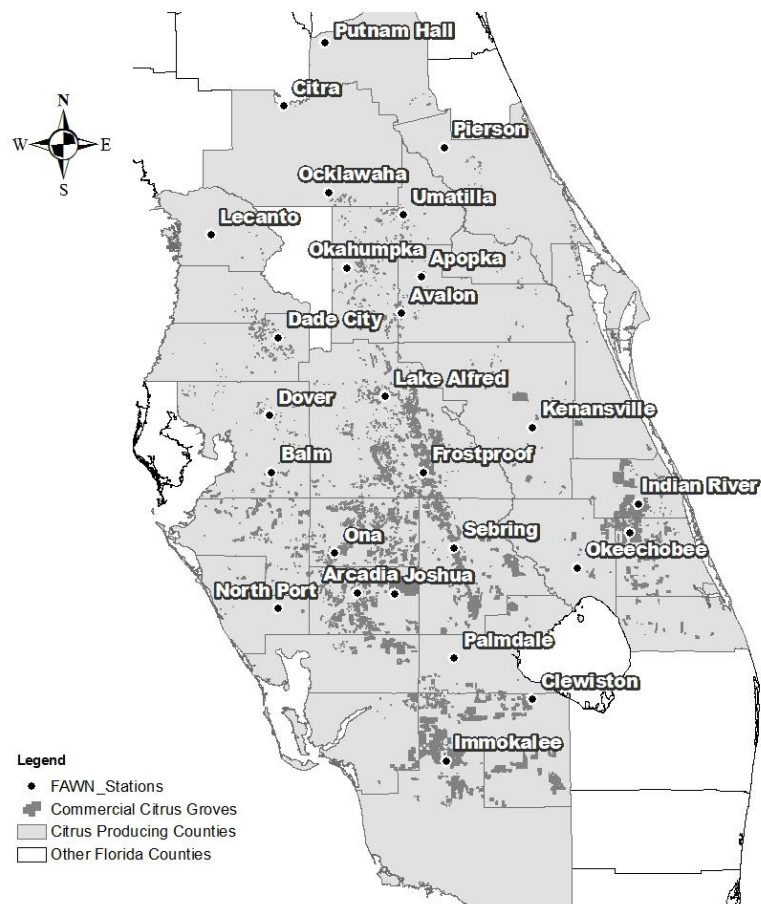 Putnam Hall
Citra
N
W E
S
Pierson
Ocklawaha
Umatilla
Lecanto
Okahumpka
Apopka
Avalon
Dade City
Lake Alfred
Dover
Kenansville
Balm
Frostproof
Indian River
Ona
Sebring
Okeechobee
Arcadia
Joshua
North Port
Palmdale
Clewiston
Immokalee
Legend
FAWN_Stations
Commercial Citrus Groves
Citrus Producing Counties
Other Florida Counties